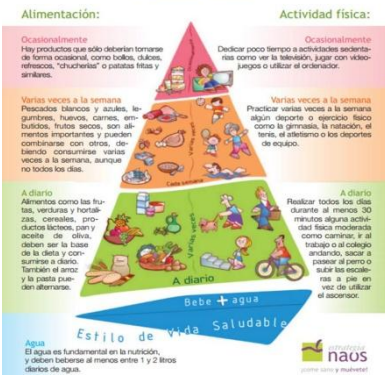 Alimentación:
Ocasionalmente
Hay productos que sólo deberían tomarse
de forma ocasional, como bollos, dulces,
refrescos, "chucherías" o patatas fritas y
similares.
Varias veces a la semana
Pescados blancos y azules, le-
gumbres, huevos, carnes, em-
butidos, frutos secos, son ali-
mentos importantes y pueden
combinarse con otros, de-
biendo consumirse varias
veces a la semana, aunque
no todos los días.
A diario
Alimentos como las fru-
tas, verduras y hortali-
zas, cereales, pro-
ductos lácteos, pan y
aceite de oliva,
deben ser la base
de la dieta y con-
sumirse a diario.
También el arroz
y la pasta pue-
den alternarse.
Agua
El agua es fundamental en la nutrición,
y deben beberse al menos entre 1 y 2 litros
diarios de agua.
Actividad física:
Ocasionalmente
Dedicar poco tiempo a actividades sedenta-
rias como ver la televisión, jugar con video-
juegos o utilizar el ordenador.
Varias veces a la semana
Practicar varias veces a la semana
algún deporte o ejercicio físico
como la gimnasia, la natación, el
tenis, el atletismo o los deportes
de equipo.
A diario
Realizar todos los días
durante al menos 30
minutos alguna activi-
dad física moderada
como caminar, ir al
trabajo o al colegio
andando, sacar a
pasear al perro o
subir las escale-
ras a pie en
vez de utilizar
el ascensor.
Varias veces
Cada semana
Varias veces
A diario
Bebe + agua
Estilo de Vida Saludable
estrategia
naos
¡come sano y muévete!